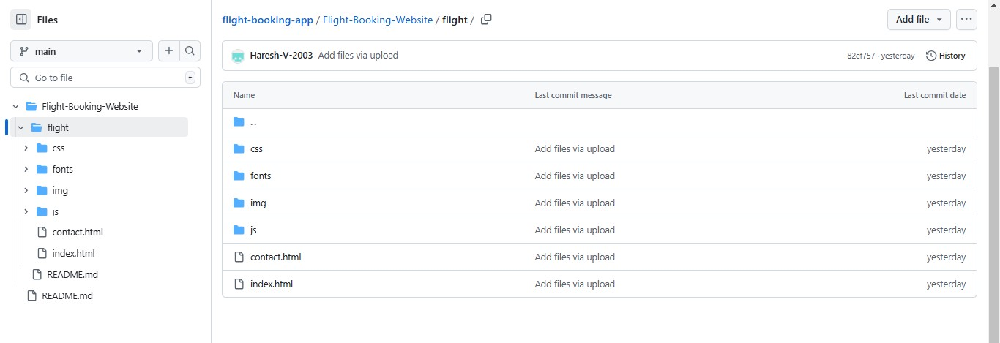 Files
main
Go to file
t
Flight-Booking-Website
flight
css
fonts
img
js
contact.html
index.html
README.md
README.md
flight-booking-app / Flight-Booking-Website / flight /
Add file
Haresh-V-2003 Add files via upload
82ef757 · yesterday
History
Name Last commit message Last commit date
..
css Add files via upload yesterday
fonts Add files via upload yesterday
img Add files via upload yesterday
js Add files via upload yesterday
contact.html Add files via upload yesterday
index.html Add files via upload yesterday